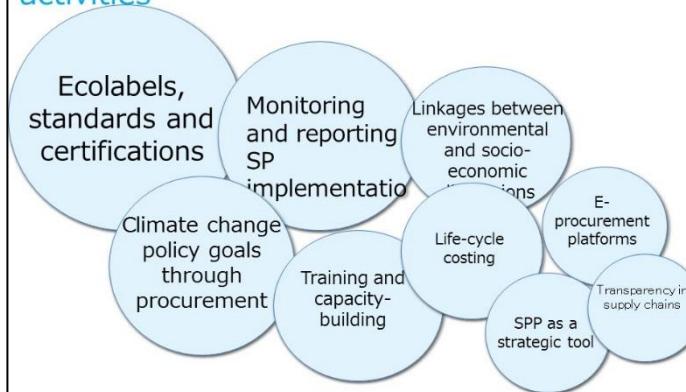 activities
Ecolabels,
standards and
certifications
Monitoring
and reporting
SP
implementatio
Linkages between
environmental
and socio-
economic
ons
Climate change
policy goals
through
procurement
Training and
capacity-
building
Life-cycle
costing
E-
procurement
platforms
Transparency in
supply chains
SPP as a
strategic tool